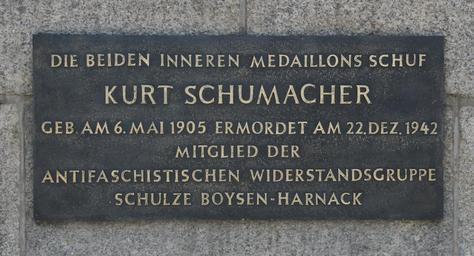 DIE BEIDEN INNEREN MEDAILLONS SCHUF
KURT SCHUMACHER
GEB. AM 6. MAI 1905 ERMORDET AM 22. DEZ. 1942
MITGLIED DER
ANTIFASCHISTISCHEN WIDERSTANDSGRUPPE
SCHULZE BOYSEN-HARNACK